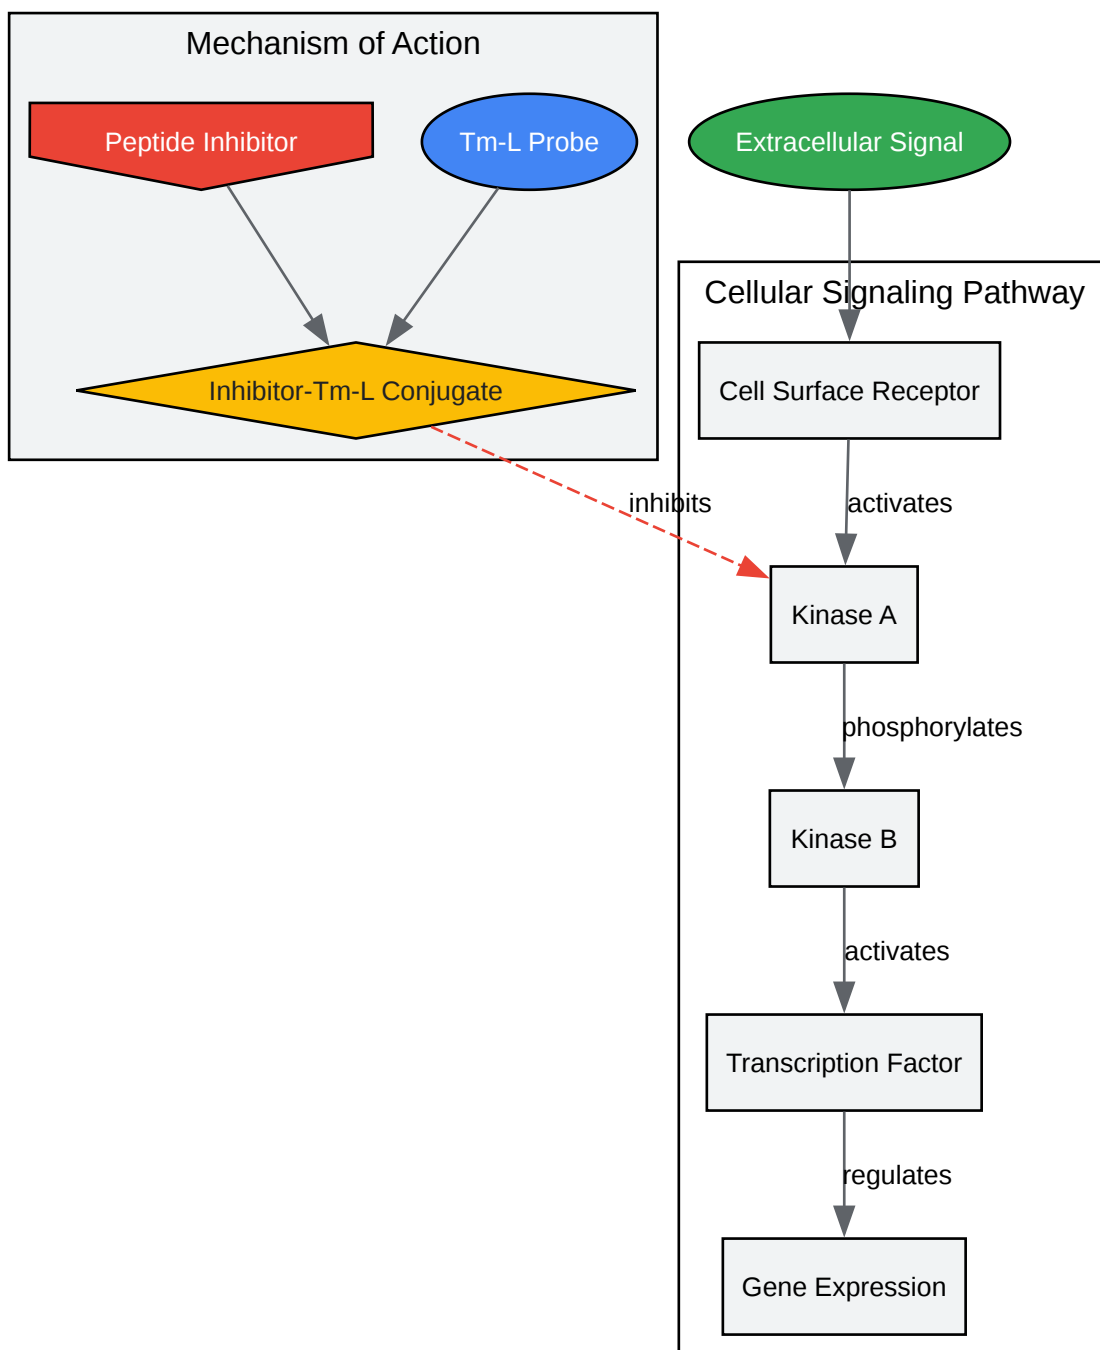 Mechanism of Action
Peptide Inhibitor
Tm-L Probe
Extracellular Signal
Cellular Signaling Pathway
Inhibitor-Tm-L Conjugate
Cell Surface Receptor
inhibits
activates
Kinase A
phosphorylates
Kinase B
activates
Transcription Factor
regulates
Gene Expression